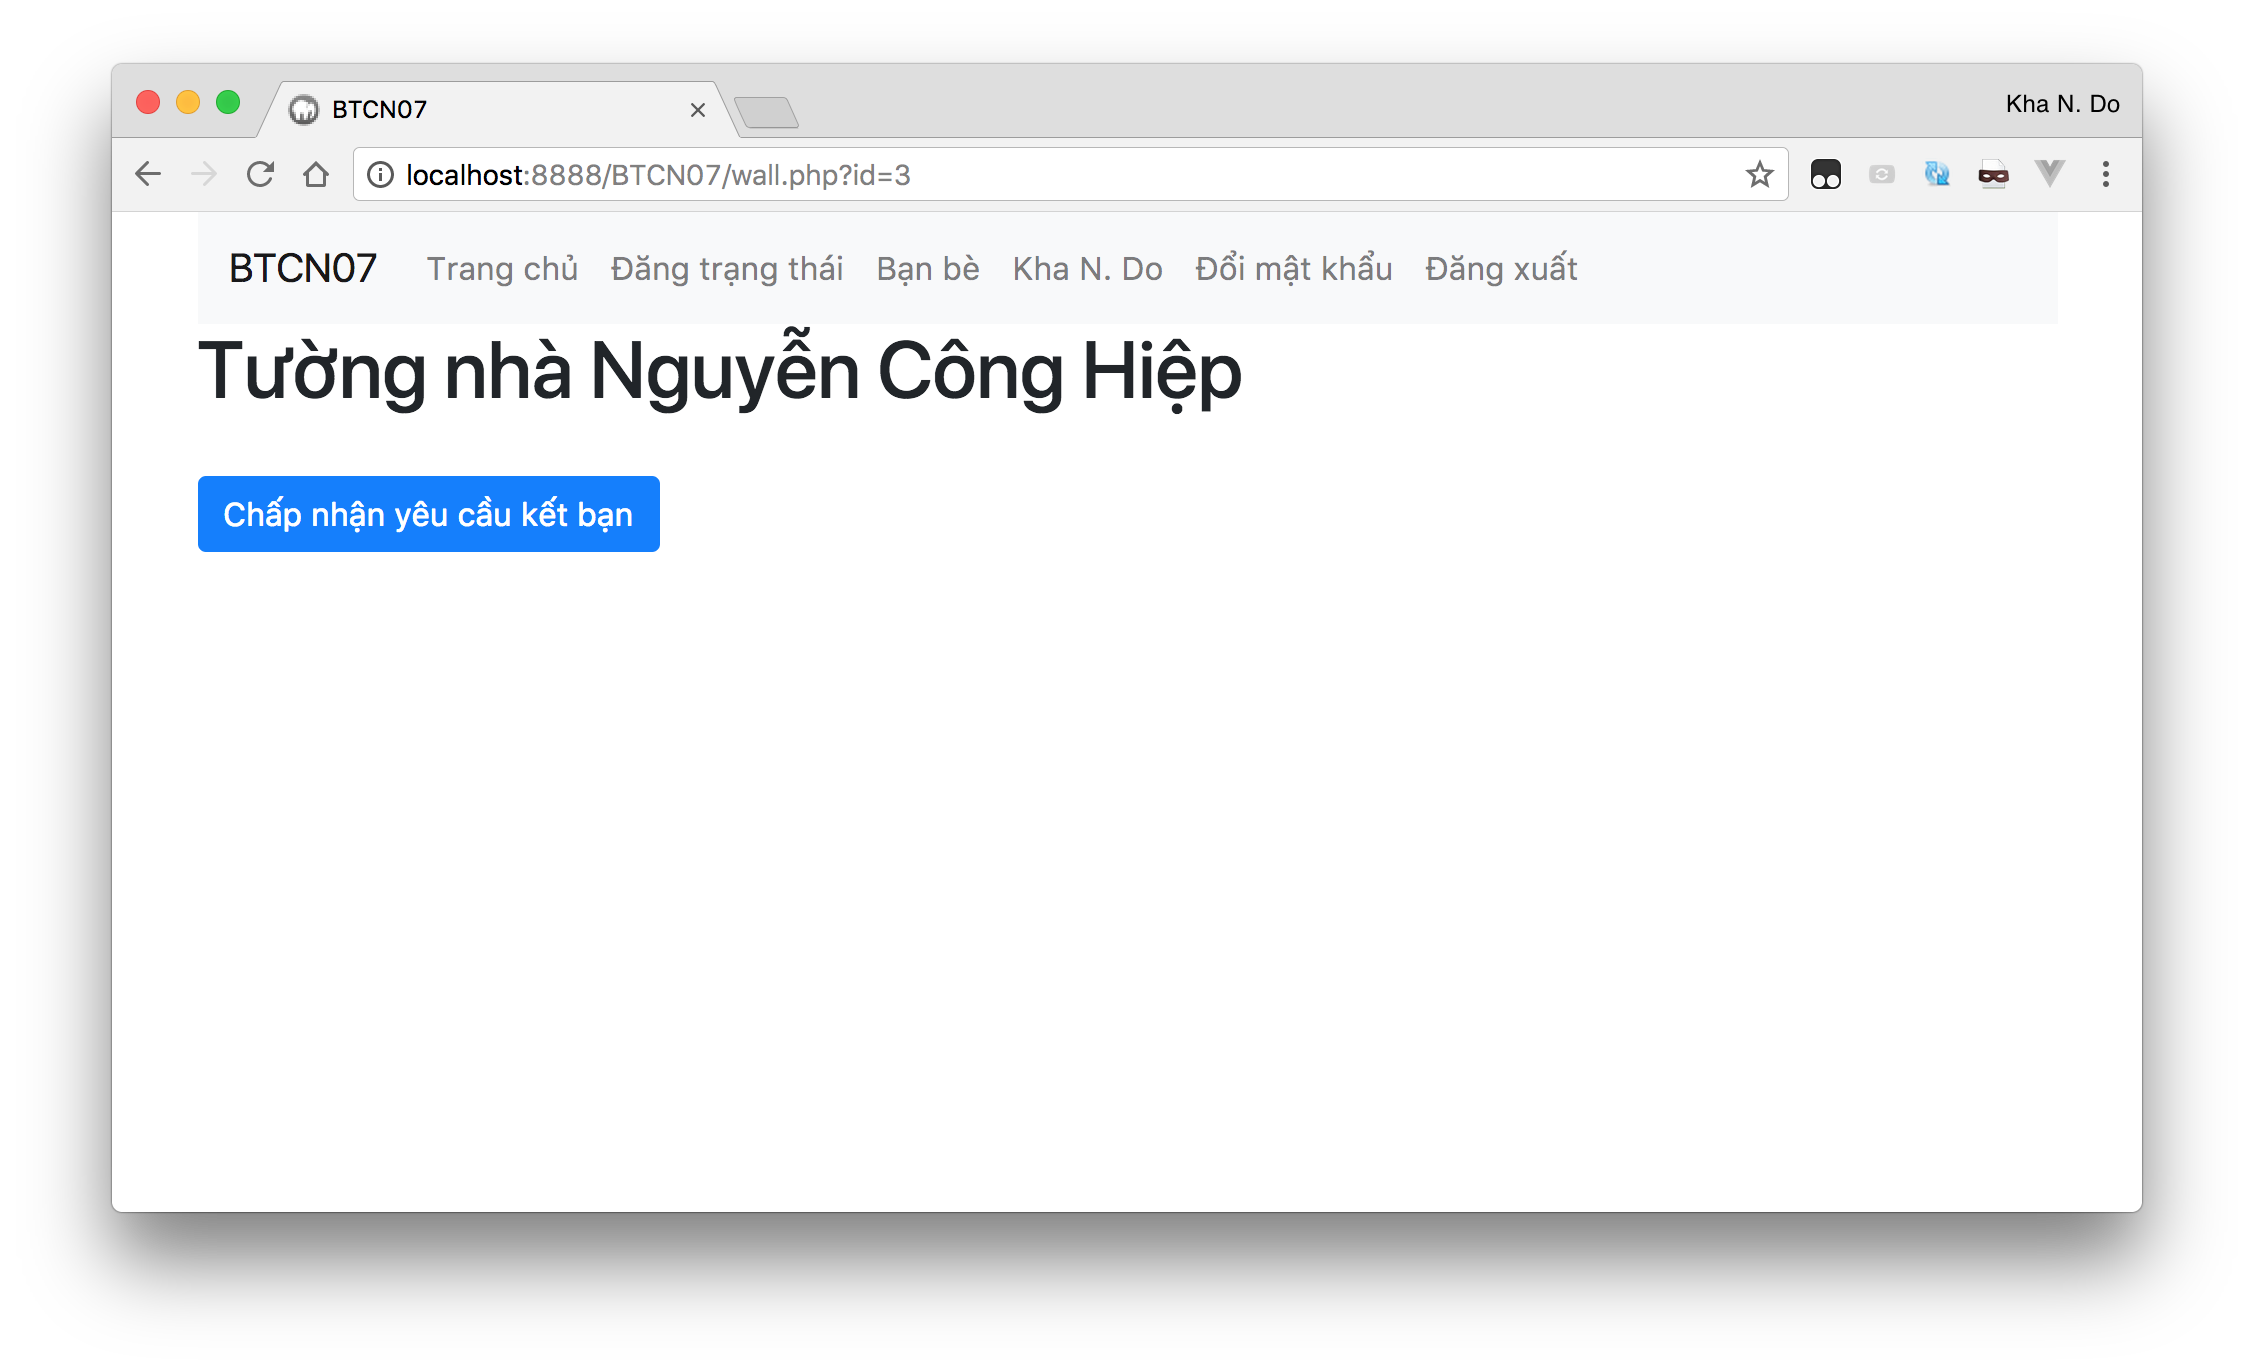 BTCN07
Kha N. Do
localhost:8888/BTCN07/wall.php?id=3
BTCN07 Trang chủ Đăng trạng thái Bạn bè Kha N. Do Đổi mật khẩu Đăng xuất
Tường nhà Nguyễn Công Hiệp
Chấp nhận yêu cầu kết bạn